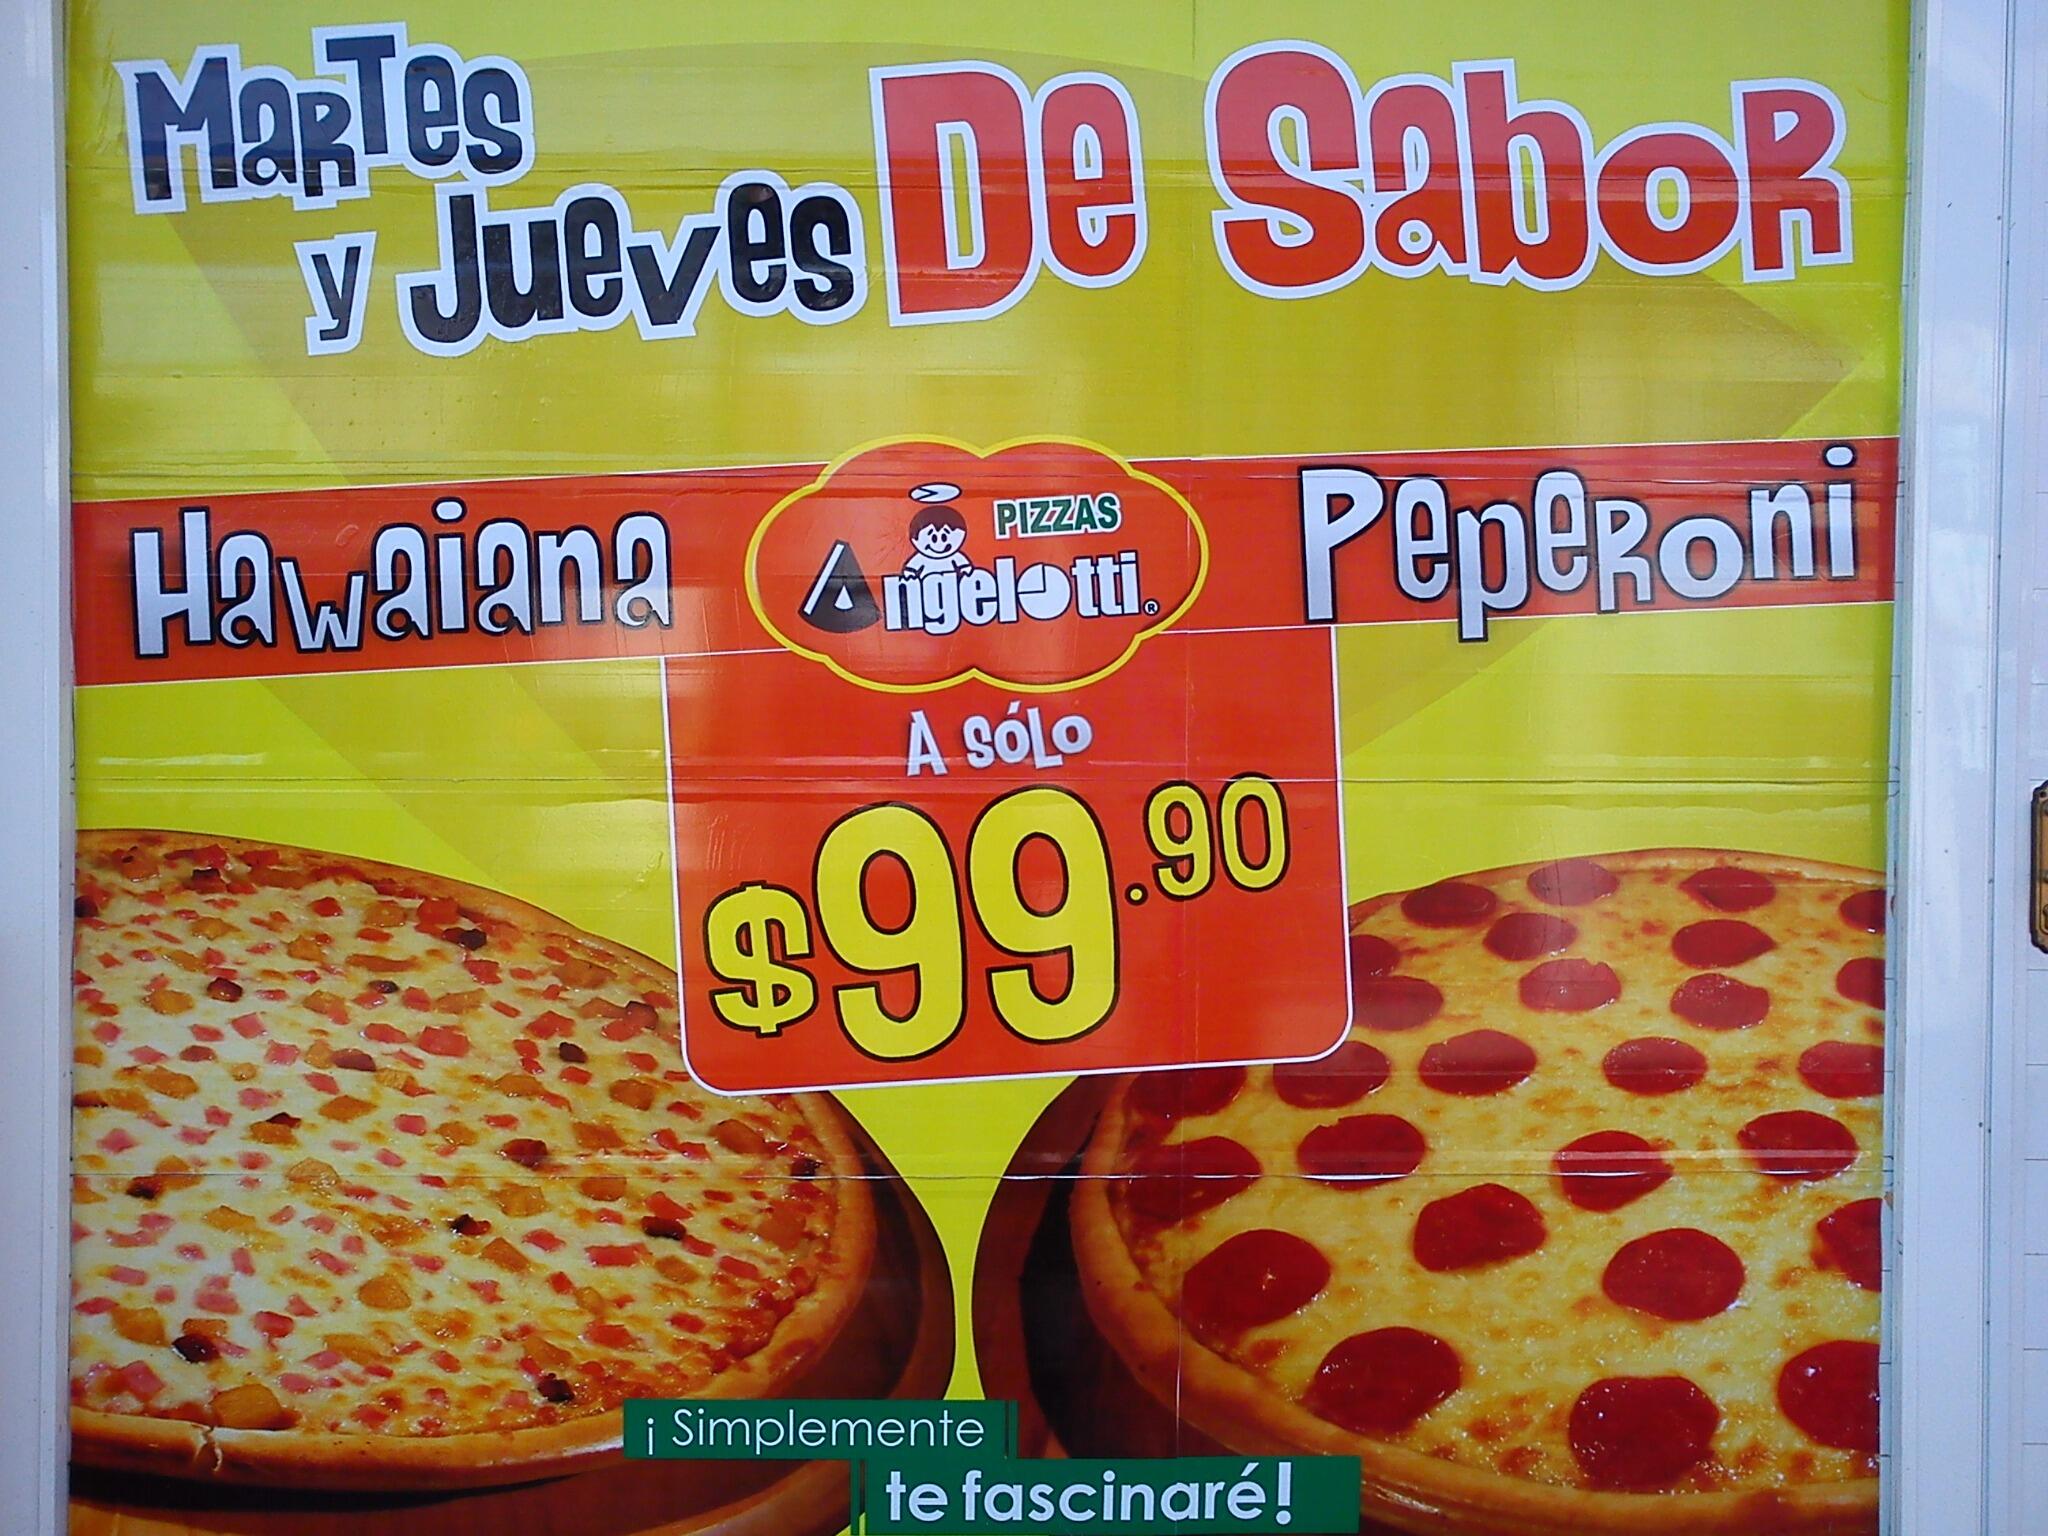 Martes
y Jueves De Sabor
Hawaiana
PIZZAS
Angelotti®
Peperoni
A sólo
$99.90
¡Simplemente
te fascinaré!